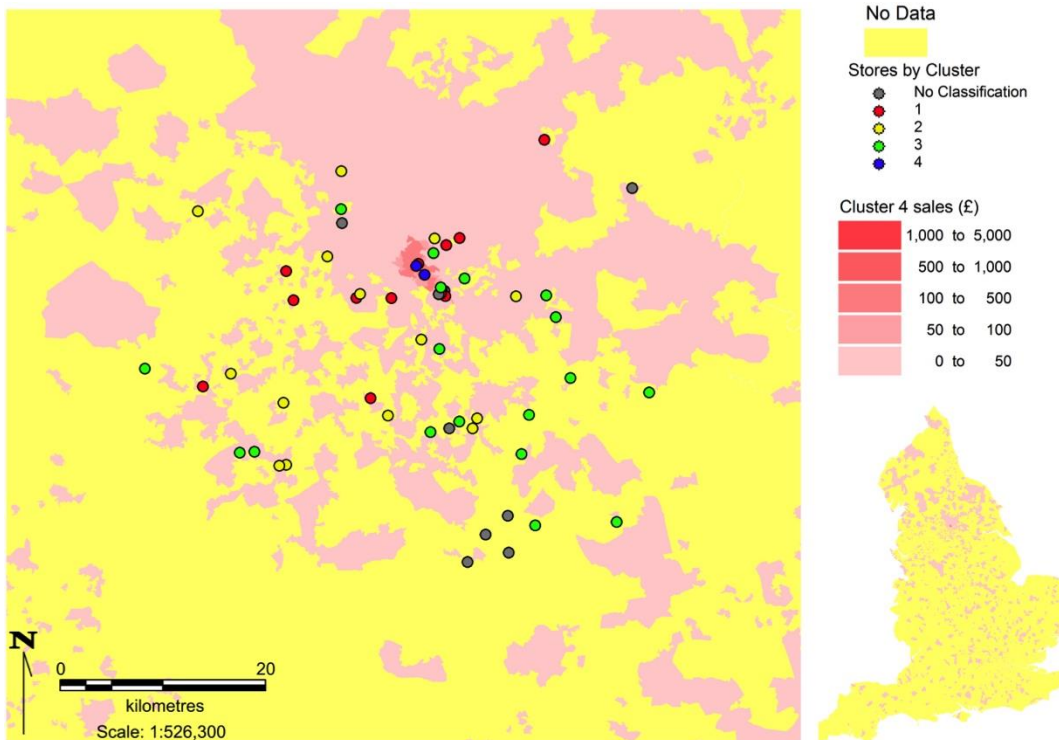 No Data
Stores by Cluster
No Classification
1
2
3
4
Cluster 4 sales (£)
1,000 to 5,000
500 to 1,000
100 to 500
50 to 100
0 to 50
N
0 20
kilometres
Scale: 1:526,300